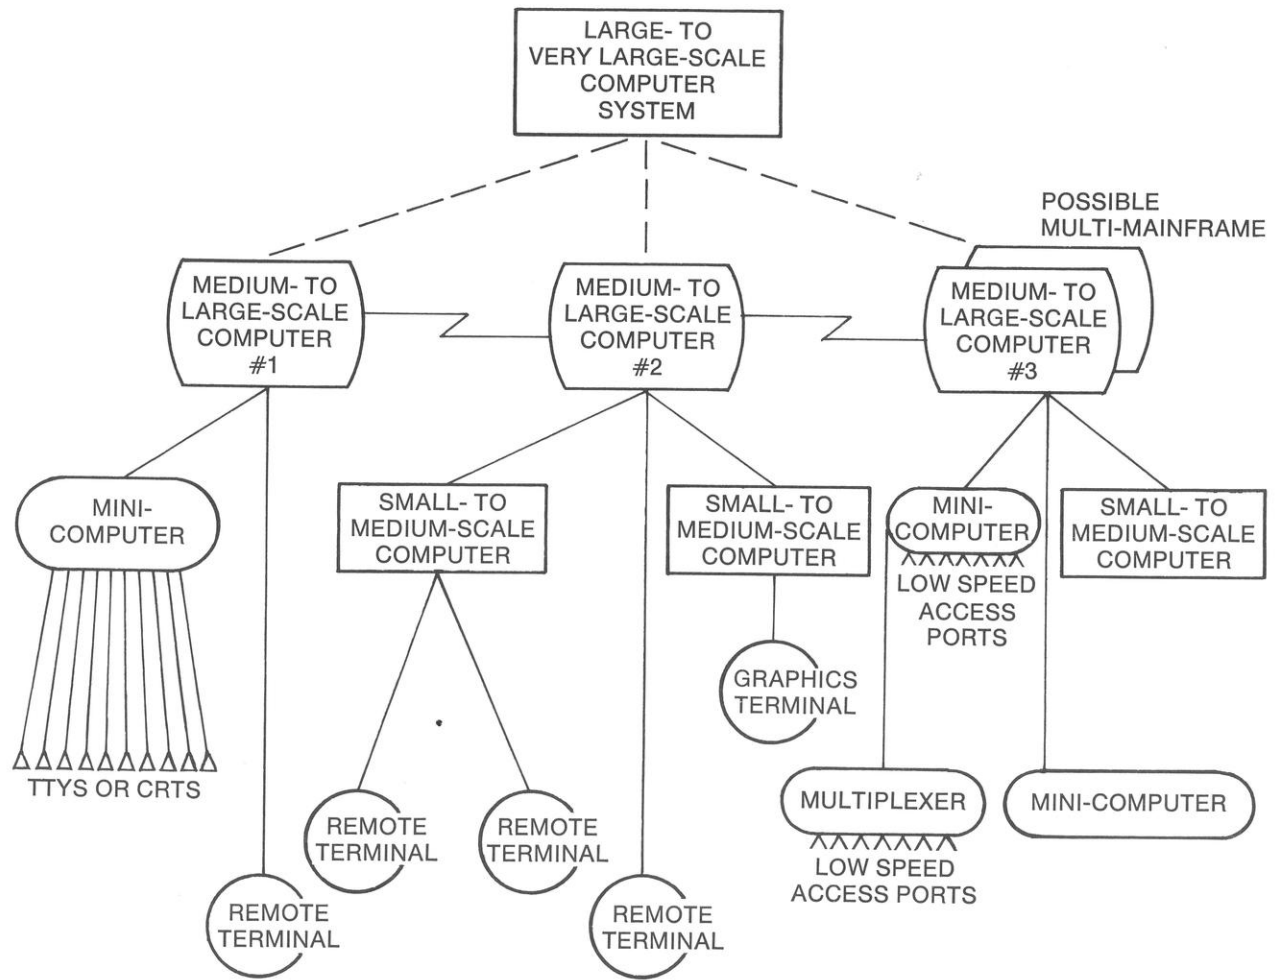 LARGE- TO
VERY LARGE-SCALE
COMPUTER
SYSTEM
POSSIBLE
MULTI-MAINFRAME
MEDIUM- TO
LARGE-SCALE
COMPUTER
#1
MEDIUM- TO
LARGE-SCALE
COMPUTER
#2
MEDIUM- TO
LARGE-SCALE
COMPUTER
#3
MINI-
COMPUTER
SMALL- TO
MEDIUM-SCALE
COMPUTER
SMALL- TO
MEDIUM-SCALE
COMPUTER
MINI-
COMPUTER
SMALL- TO
MEDIUM-SCALE
COMPUTER
LOW SPEED
ACCESS
PORTS
GRAPHICS
TERMINAL
TTYS OR CRTS
REMOTE
TERMINAL
REMOTE
TERMINAL
MULTIPLEXER
MINI-COMPUTER
LOW SPEED
ACCESS PORTS
REMOTE
TERMINAL
REMOTE
TERMINAL